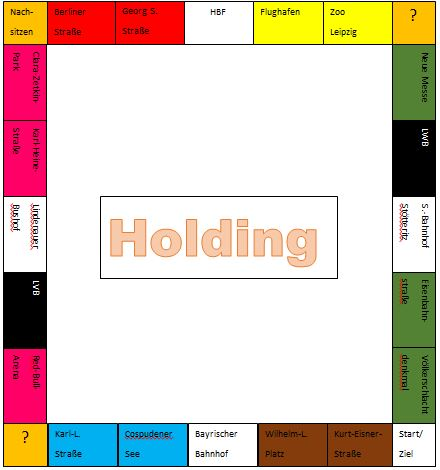 Nach-
sitzen
Berliner
Straße
Georg S.
Straße
HBF
Flughafen
Zoo
Leipzig
?
Clara-Zetkin-
Park
Neue Messe
Karl-Heine-
Straße
LWB
Lindenauer
Bushof
Holding
S.-Bahnhof
Stötteritz
LVB
Eisenbahn-
straße
Red-Bull-
Arena
Völkerschlacht
denkmal
?
Karl-L.
Straße
Cospudener
See
Bayrischer
Bahnhof
Wilhelm-L.
Platz
Kurt-Eisner-
Straße
Start/
Ziel